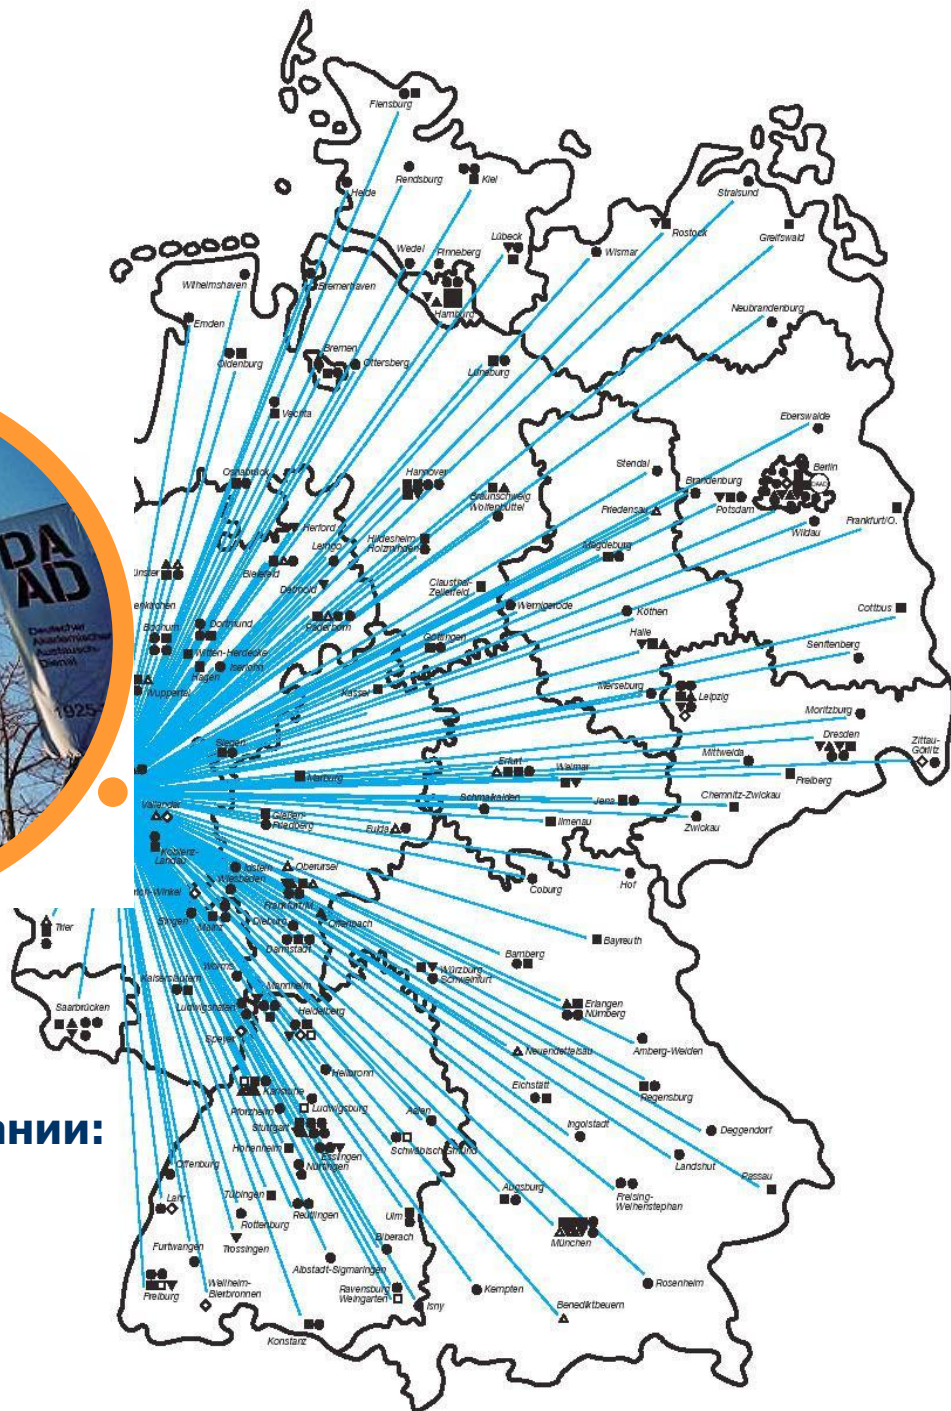 Flensburg
Rendsburg
Kiel
Heide
Stralsund
Rostock
Greifswald
Lübeck
Wismar
Wedel
Pinneberg
Wilhelmshaven
Bremerhaven
Hamburg
Neubrandenburg
Emden
Oldenburg
Bremen
Ottersberg
Lüneburg
Vechta
Eberswalde
Osnabrück
Hannover
Stendal
Berlin
DAAD
Braunschweig
Wolfenbüttel
Brandenburg
Potsdam
Friedensau
Wildau
Frankfurt/O.
Herford
Lemgo
Hildesheim
Holzminden
Magdeburg
DA
AD
Deutscher
Akademischer
Austausch-
Dienst
1925-
Bielefeld
Detmold
Clausthal-
Zellerfeld
Wernigerode
Köthen
Cottbus
Dortmund
Bochum
Paderborn
Göttingen
Halle
Senftenberg
Witten-Herdecke
Iserlohn
Hagen
Wuppertal
Kassel
Merseburg
Leipzig
Moritzburg
Dresden
Zittau-
Görlitz
Siegen
Marburg
Erfurt
Weimar
Mittweida
Freiberg
Chemnitz-Zwickau
Vallendar
Gießen-
Friedberg
Fulda
Schmalkalden
Ilmenau
Jena
Zwickau
Koblenz-
Landau
Idstein
Wiesbaden
Oberursel
Coburg
Hof
Frankfurt/M.
Offenbach
Bingen
Mainz
Dieburg
Darmstadt
Trier
Bayreuth
Bamberg
Kaiserslautern
Worms
Mannheim
Würzburg
Schweinfurt
Saarbrücken
Ludwigshafen
Heidelberg
Erlangen
Nürnberg
Speyer
Neuendettelsau
Amberg-Weiden
Heilbronn
Karlsruhe
Eichstätt
Regensburg
Pforzheim
Ludwigsburg
Aalen
ании:
Stuttgart
Ingolstadt
Deggendorf
Hohenheim
Esslingen
Schwäbisch Gmünd
Offenburg
Nürtingen
Landshut
Passau
Lahr
Tübingen
Reutlingen
Augsburg
Freising-
Weihenstephan
Rottenburg
Ulm
Furtwangen
Trossingen
Biberach
München
Albstadt-Sigmaringen
Freiburg
Weilheim-
Bierbronnen
Ravensburg
Weingarten
Isny
Kempten
Rosenheim
Benediktbeuern
Konstanz